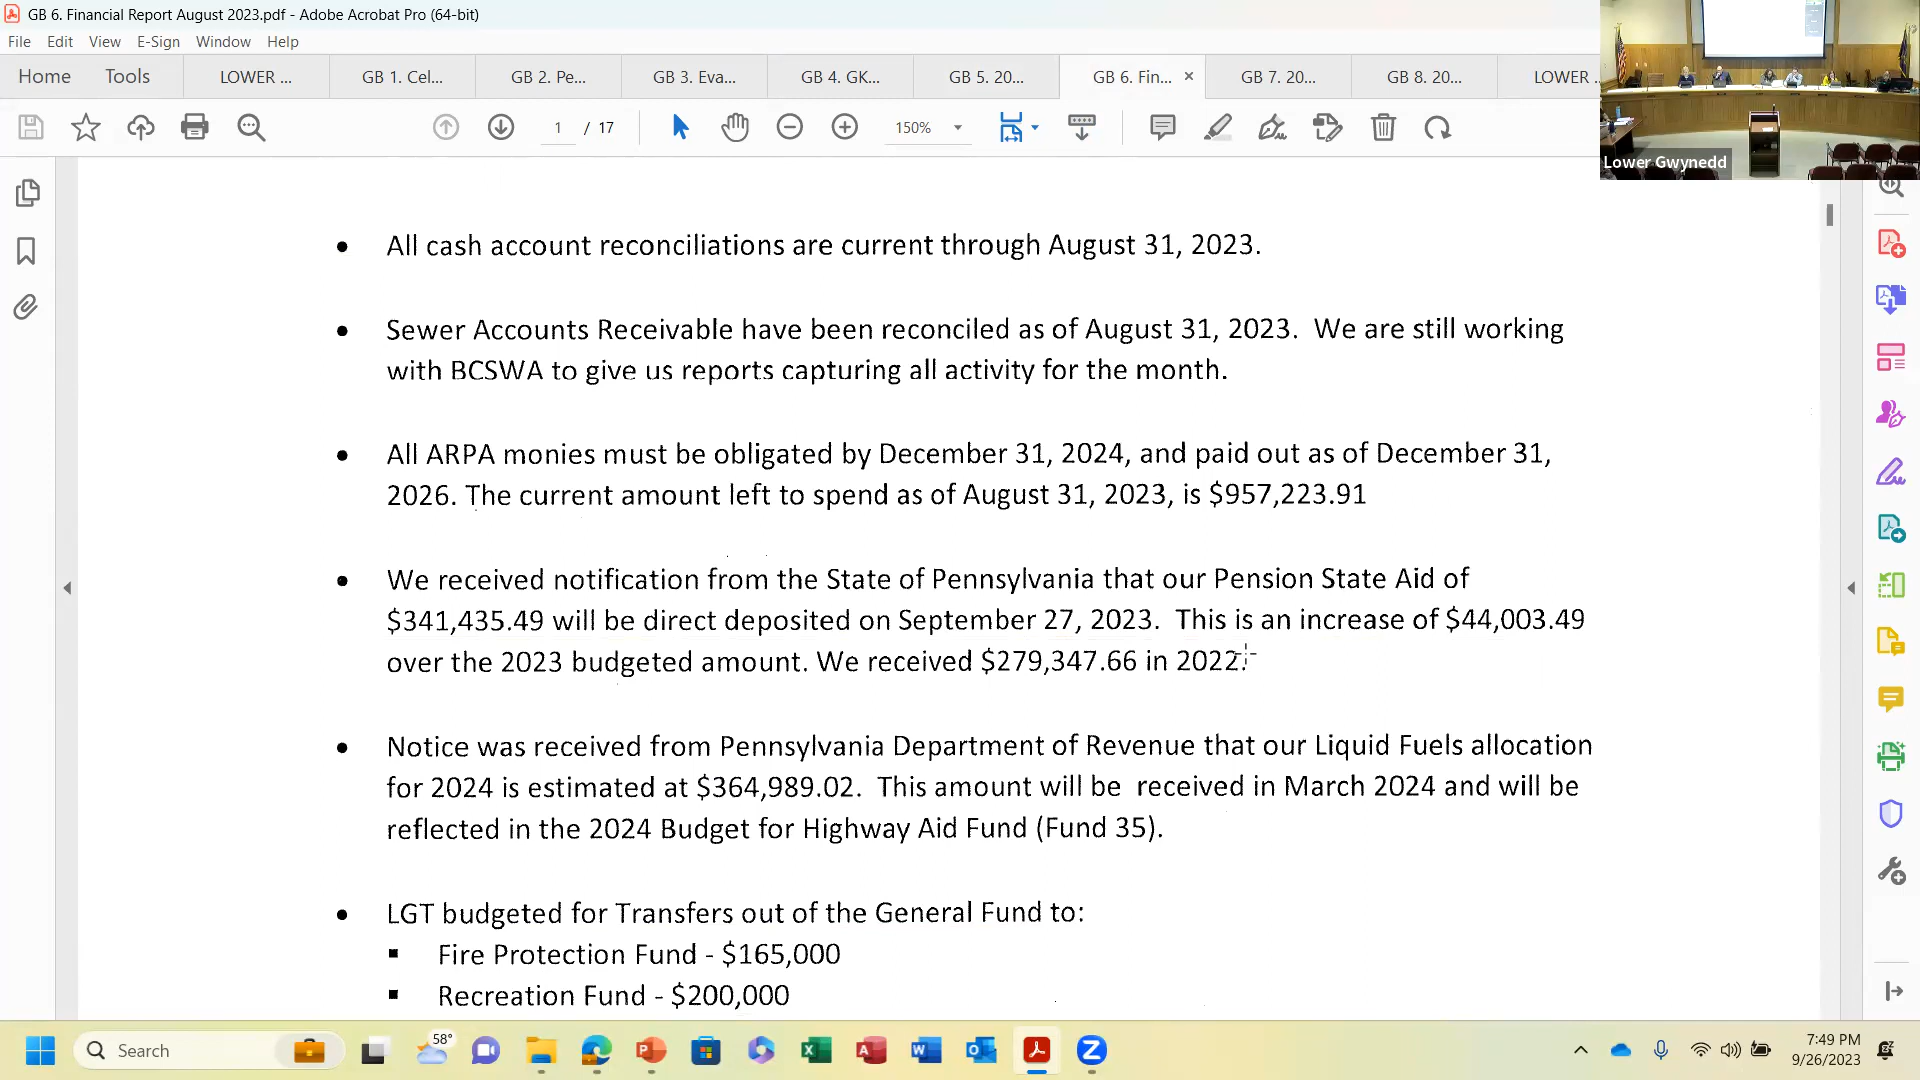 GB 6. Financial Report August 2023.pdf - Adobe Acrobat Pro (64-bit)
File Edit View E-Sign Window Help
Home Tools LOWER ... GB 1. Cel... GB 2. Pe... GB 3. Eva... GB 4. GK... GB 5. 20... GB 6. Fin... × GB 7. 20... GB 8. 20... LOWER ..
1 / 17 150%
Lower Gwynedd
• All cash account reconciliations are current through August 31, 2023.
• Sewer Accounts Receivable have been reconciled as of August 31, 2023. We are still working
with BCSWA to give us reports capturing all activity for the month.
• All ARPA monies must be obligated by December 31, 2024, and paid out as of December 31,
2026. The current amount left to spend as of August 31, 2023, is $957,223.91
• We received notification from the State of Pennsylvania that our Pension State Aid of
$341,435.49 will be direct deposited on September 27, 2023. This is an increase of $44,003.49
over the 2023 budgeted amount. We received $279,347.66 in 2022.
• Notice was received from Pennsylvania Department of Revenue that our Liquid Fuels allocation
for 2024 is estimated at $364,989.02. This amount will be received in March 2024 and will be
reflected in the 2024 Budget for Highway Aid Fund (Fund 35).
• LGT budgeted for Transfers out of the General Fund to:
▪ Fire Protection Fund - $165,000
▪ Recreation Fund - $200,000
Search 58° 7:49 PM
9/26/2023